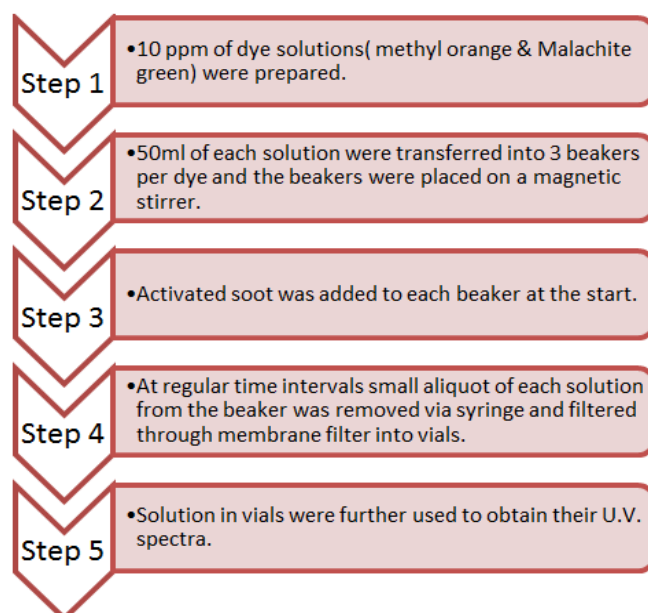 Step 1
•10 ppm of dye solutions( methyl orange & Malachite
green) were prepared.
Step 2
•50ml of each solution were transferred into 3 beakers
per dye and the beakers were placed on a magnetic
stirrer.
Step 3
•Activated soot was added to each beaker at the start.
Step 4
•At regular time intervals small aliquot of each solution
from the beaker was removed via syringe and filtered
through membrane filter into vials.
Step 5
•Solution in vials were further used to obtain their U.V.
spectra.